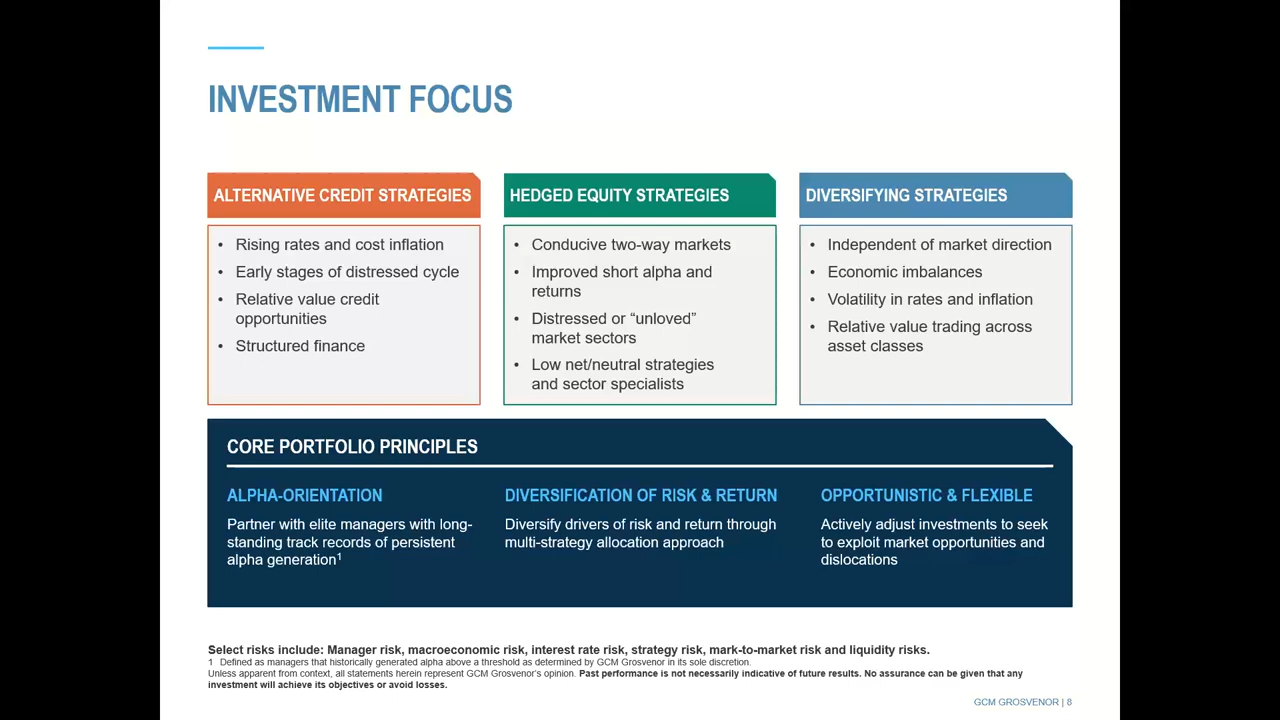 INVESTMENT FOCUS
ALTERNATIVE CREDIT STRATEGIES
• Rising rates and cost inflation
• Early stages of distressed cycle
• Relative value credit
opportunities
• Structured finance
HEDGED EQUITY STRATEGIES
• Conducive two-way markets
• Improved short alpha and
returns
• Distressed or “unloved”
market sectors
• Low net/neutral strategies
and sector specialists
DIVERSIFYING STRATEGIES
• Independent of market direction
• Economic imbalances
• Volatility in rates and inflation
• Relative value trading across
asset classes
CORE PORTFOLIO PRINCIPLES
ALPHA-ORIENTATION
Partner with elite managers with long-
standing track records of persistent
alpha generation1
DIVERSIFICATION OF RISK & RETURN
Diversify drivers of risk and return through
multi-strategy allocation approach
OPPORTUNISTIC & FLEXIBLE
Actively adjust investments to seek
to exploit market opportunities and
dislocations
Select risks include: Manager risk, macroeconomic risk, interest rate risk, strategy risk, mark-to-market risk and liquidity risks.
1 Defined as managers that historically generated alpha above a threshold as determined by GCM Grosvenor in its sole discretion.
Unless apparent from context, all statements herein represent GCM Grosvenor’s opinion. Past performance is not necessarily indicative of future results. No assurance can be given that any
investment will achieve its objectives or avoid losses.
GCM GROSVENOR | 8